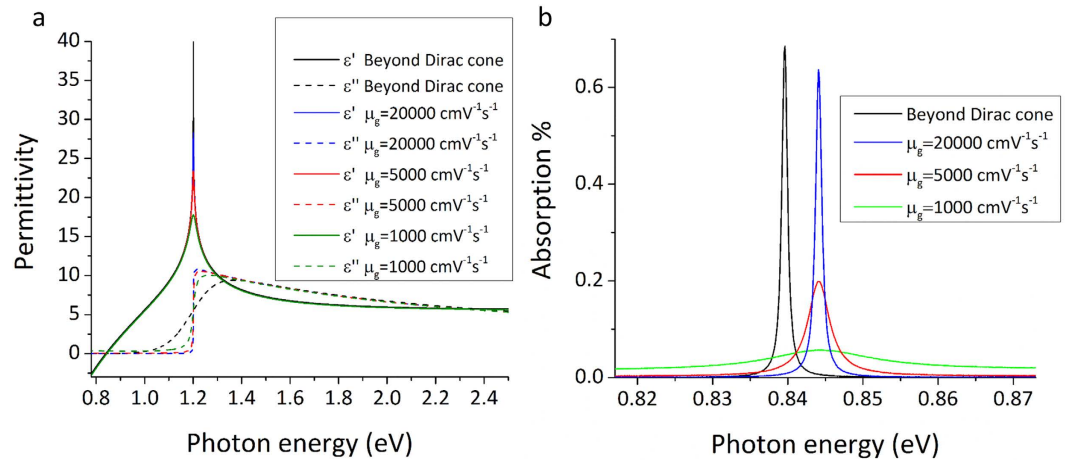 a
40
35
30
25
20
15
10
5
0
Permittivity
0.8 1.0 1.2 1.4 1.6 1.8 2.0 2.2 2.4
Photon energy (eV)
ε' Beyond Dirac cone
ε'' Beyond Dirac cone
ε' μg=20000 cmV⁻¹s⁻¹
ε'' μg=20000 cmV⁻¹s⁻¹
ε' μg=5000 cmV⁻¹s⁻¹
ε'' μg=5000 cmV⁻¹s⁻¹
ε' μg=1000 cmV⁻¹s⁻¹
ε'' μg=1000 cmV⁻¹s⁻¹
b
0.6
0.4
0.2
0.0
Absorption %
0.82 0.83 0.84 0.85 0.86 0.87
Photon energy (eV)
Beyond Dirac cone
μg=20000 cmV⁻¹s⁻¹
μg=5000 cmV⁻¹s⁻¹
μg=1000 cmV⁻¹s⁻¹